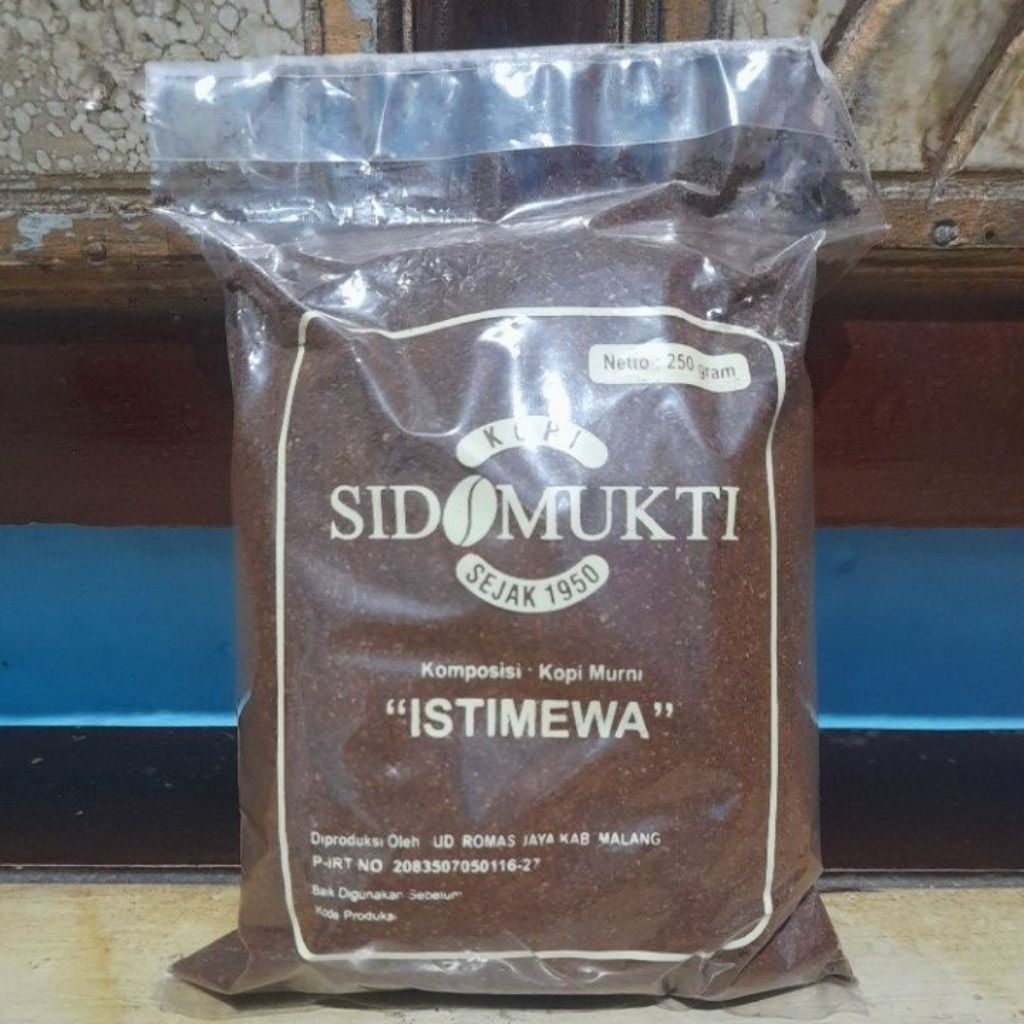 Netto : 250 gram
KOPI
SIDOMUKTI
SEJAK 1950
Komposisi : Kopi Murni
“ISTIMEWA”
Diproduksi Oleh UD ROMAS JAYA KAB MALANG
P-IRT NO 2083507050116-27
Baik Digunakan Sebelum
Kode Produksi